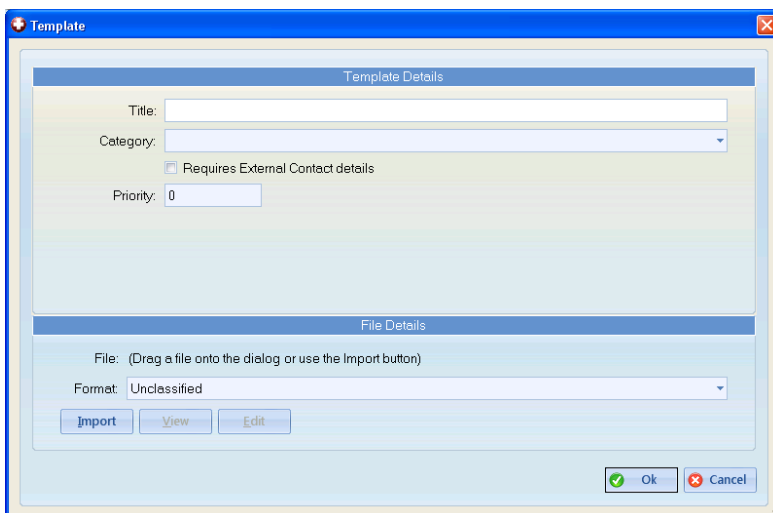 Template
Template Details
Title:
Category:
Requires External Contact details
Priority: 0
File Details
File: (Drag a file onto the dialog or use the Import button)
Format: Unclassified
Import View Edit
Ok Cancel